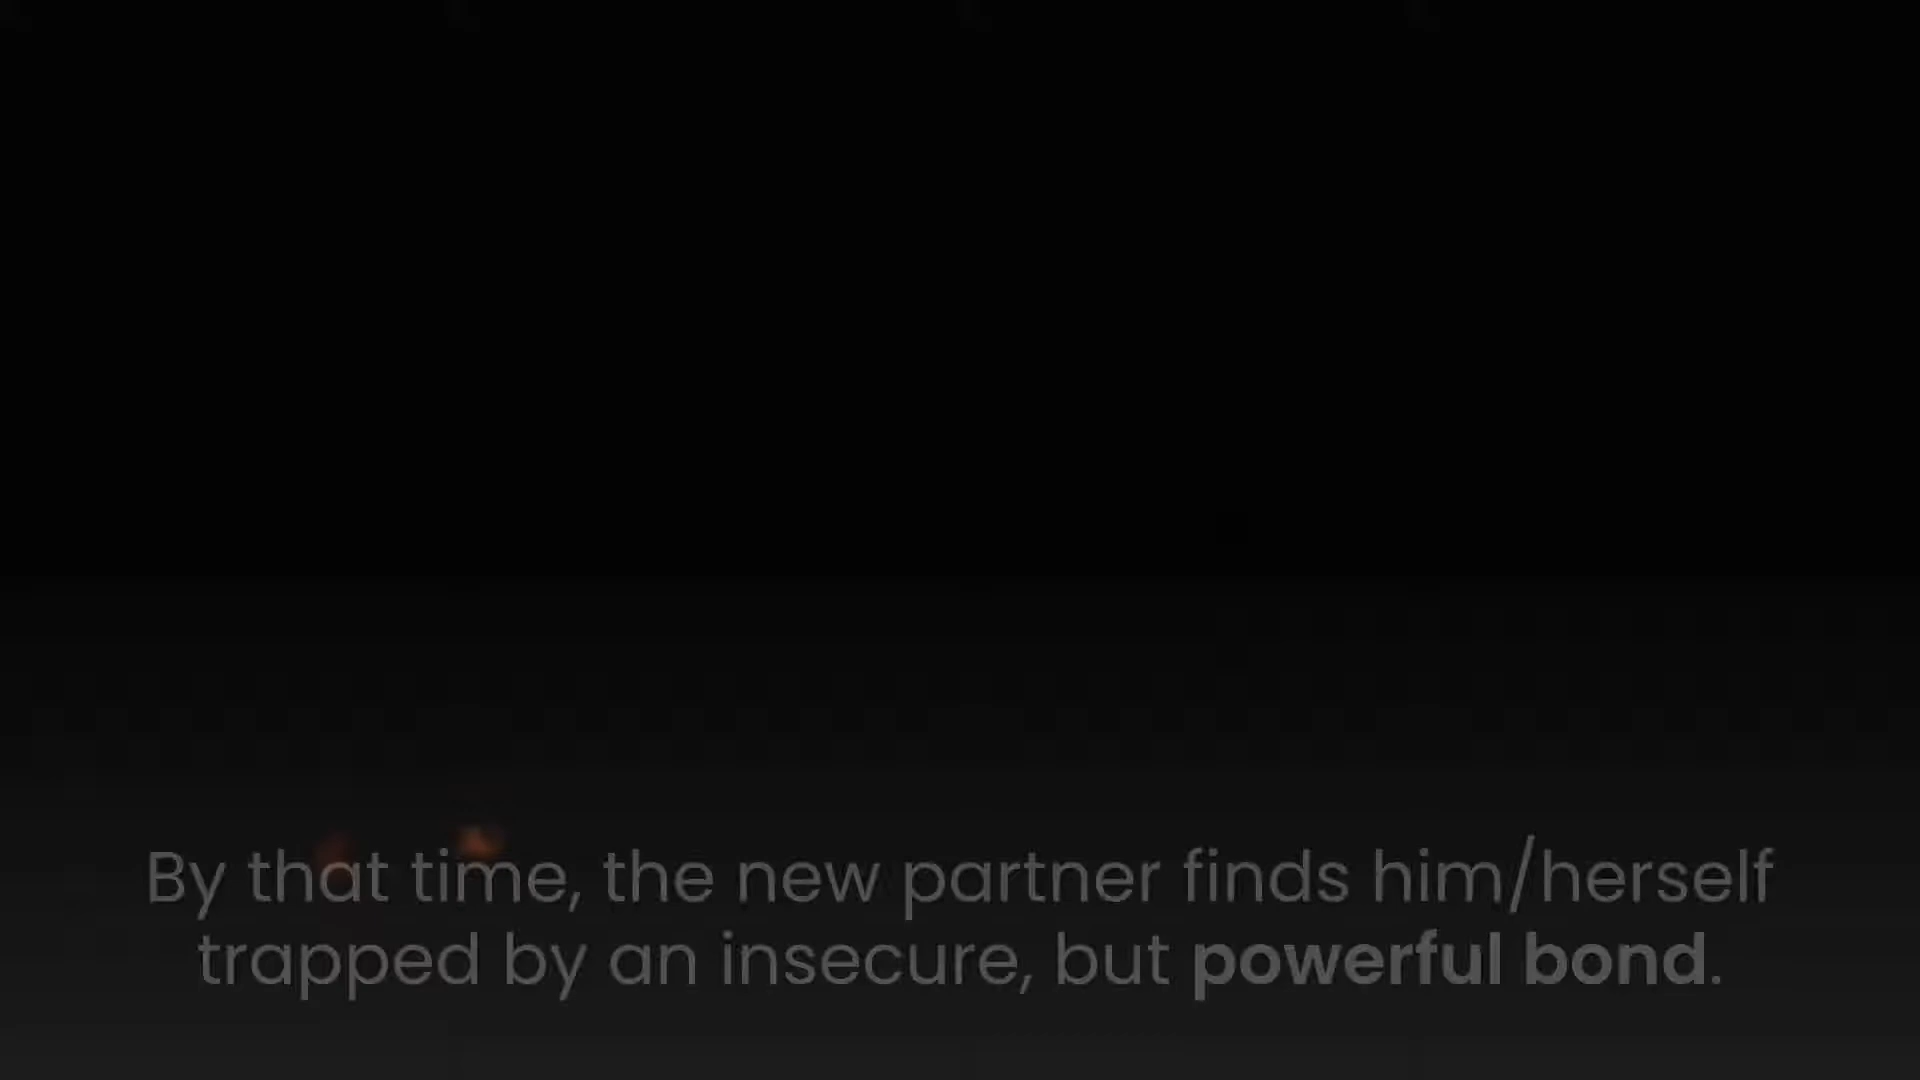 By that time, the new partner finds him/herself
trapped by an insecure, but powerful bond.